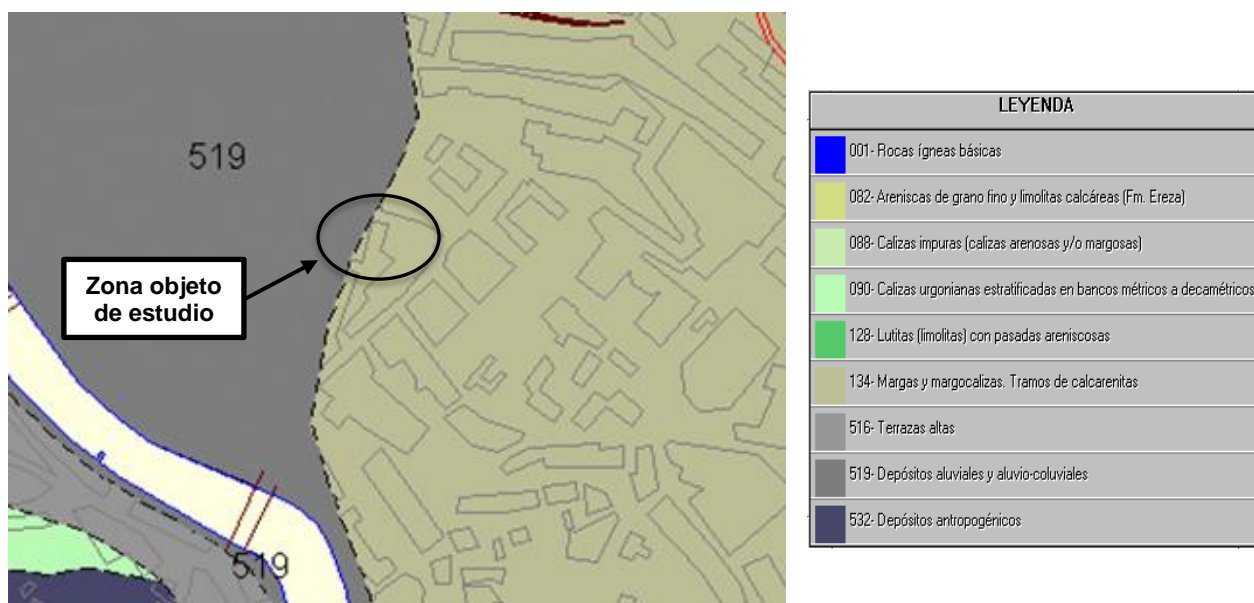 519
Zona objeto
de estudio
519
LEYENDA
001- Rocas ígneas básicas
082- Areniscas de grano fino y limolitas calcáreas (Fm. Ereza)
088- Calizas impuras (calizas arenosas y/o margosas)
090- Calizas urgonianas estratificadas en bancos métricos a decamétricos
128- Lutitas (limolitas) con pasadas areniscosas
134- Margas y margocalizas. Tramos de calcarenitas
516- Terrazas altas
519- Depósitos aluviales y aluvio-coluviales
532- Depósitos antropogénicos